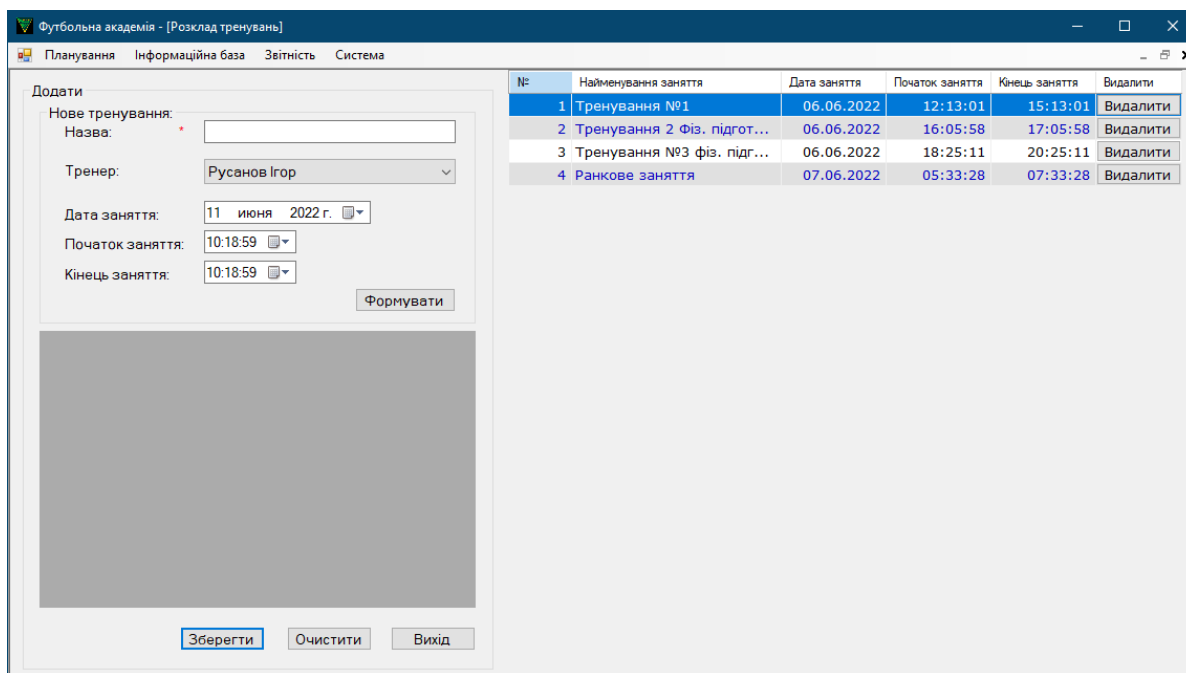 Футбольна академія - [Розклад тренувань]
Планування Інформаційна база Звітність Система
Додати
Нове тренування:
Назва: *
Тренер: Русанов Ігор
Дата заняття: 11 июня 2022 г.
Початок заняття: 10:18:59
Кінець заняття: 10:18:59
Формувати
Зберегти Очистити Вихід
№ Найменування заняття Дата заняття Початок заняття Кінець заняття Видалити
1 Тренування №1 06.06.2022 12:13:01 15:13:01 Видалити
2 Тренування 2 Фіз. підгот... 06.06.2022 16:05:58 17:05:58 Видалити
3 Тренування №3 фіз. підг... 06.06.2022 18:25:11 20:25:11 Видалити
4 Ранкове заняття 07.06.2022 05:33:28 07:33:28 Видалити